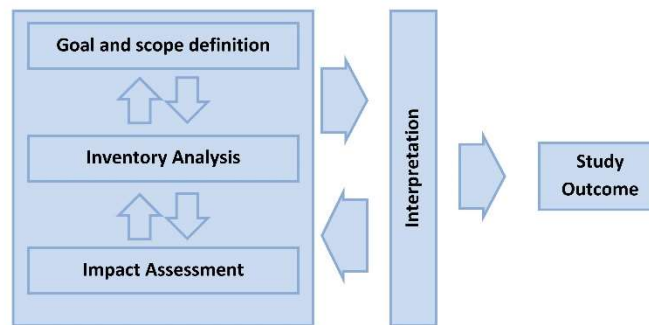 Goal and scope definition
Inventory Analysis
Impact Assessment
Interpretation
Study
Outcome